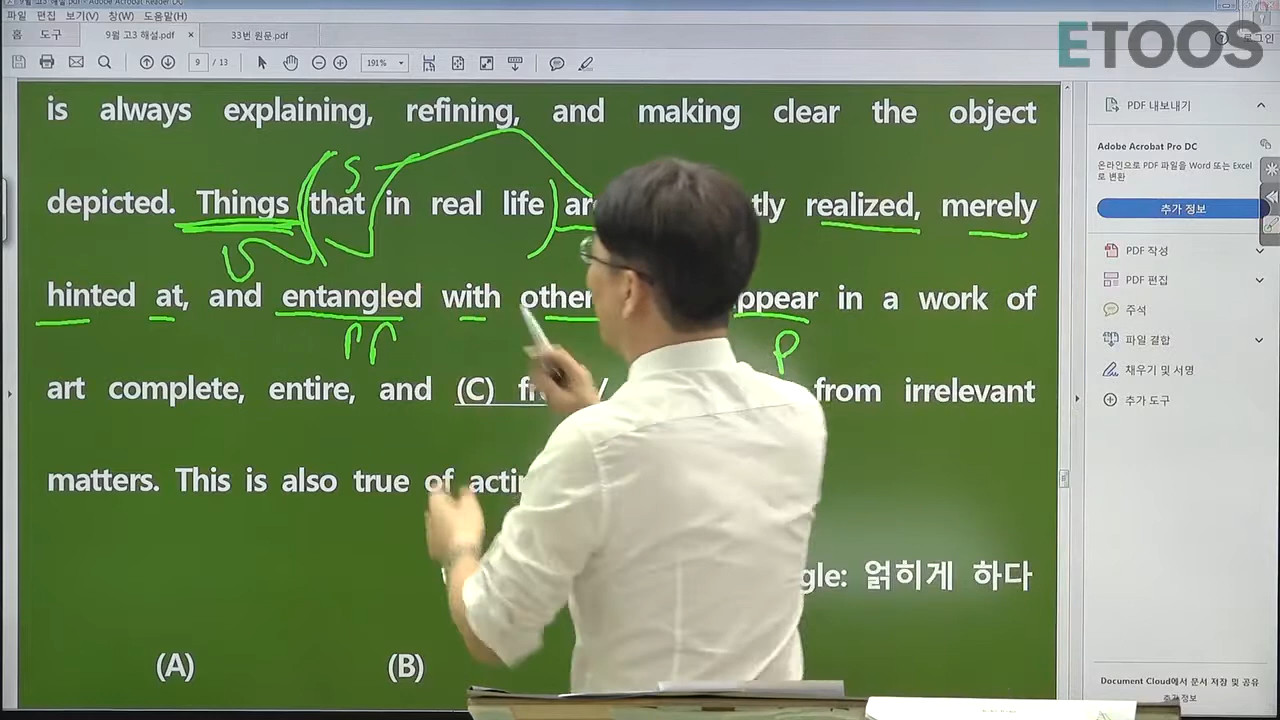 파일 편집 보기(V) 창(W) 도움말(H)
홈 도구 9월 고3 해설.pdf × 33번 원문.pdf
ETOOS
9 / 13 191%
is always explaining, refining, and making clear the object
depicted. Things (that in real life) tly realized, merely
hinted at, and entangled with other appear in a work of
art complete, entire, and (C) from irrelevant
matters. This is also true of
gle: 얽히게 하다
(A) (B)
S
S
P
PDF 내보내기
Adobe Acrobat Pro DC
온라인으로 PDF 파일을 Word 또는 Excel
로 변환
추가 정보
PDF 작성
PDF 편집
주석
파일 결합
채우기 및 서명
추가 도구
Document Cloud에서 문서 저장 및 공유